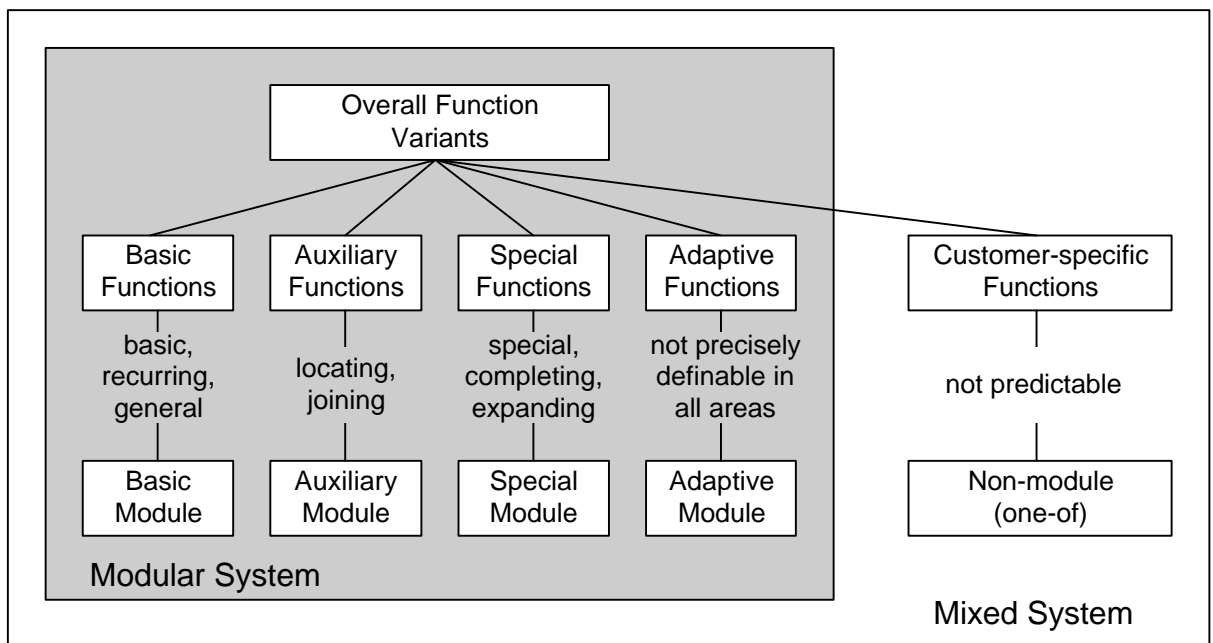 Overall Function
Variants
Basic
Functions
Auxiliary
Functions
Special
Functions
Adaptive
Functions
Customer-specific
Functions
basic,
recurring,
general
locating,
joining
special,
completing,
expanding
not precisely
definable in
all areas
not predictable
Basic
Module
Auxiliary
Module
Special
Module
Adaptive
Module
Non-module
(one-of)
Modular System
Mixed System